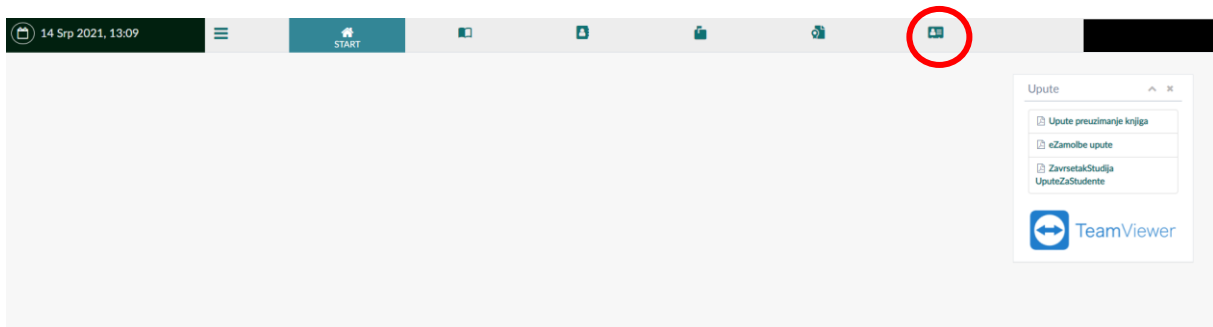 14 Srp 2021, 13:09
START
Upute
Upute preuzimanje knjiga
eZamolbe upute
ZavrsetakStudija
UputeZaStudente
TeamViewer